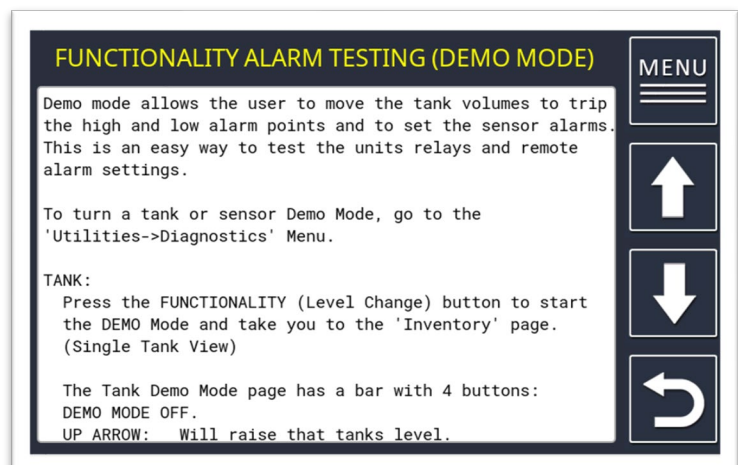 FUNCTIONALITY ALARM TESTING (DEMO MODE)
MENU
Demo mode allows the user to move the tank volumes to trip
the high and low alarm points and to set the sensor alarms.
This is an easy way to test the units relays and remote
alarm settings.
To turn a tank or sensor Demo Mode, go to the
'Utilities->Diagnostics' Menu.
TANK:
Press the FUNCTIONALITY (Level Change) button to start
the DEMO Mode and take you to the 'Inventory' page.
(Single Tank View)
The Tank Demo Mode page has a bar with 4 buttons:
DEMO MODE OFF.
UP ARROW: Will raise that tanks level.